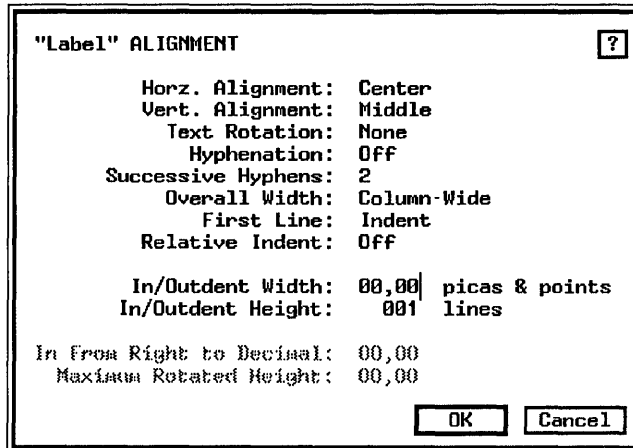 "Label" ALIGNMENT ?
Horz. Alignment: Center
Vert. Alignment: Middle
Text Rotation: None
Hyphenation: Off
Successive Hyphens: 2
Overall Width: Column-Wide
First Line: Indent
Relative Indent: Off
In/Outdent Width: 00,00 picas & points
In/Outdent Height: 001 lines
In From Right to Decimal: 00,00
Maximum Rotated Height: 00,00
OK Cancel